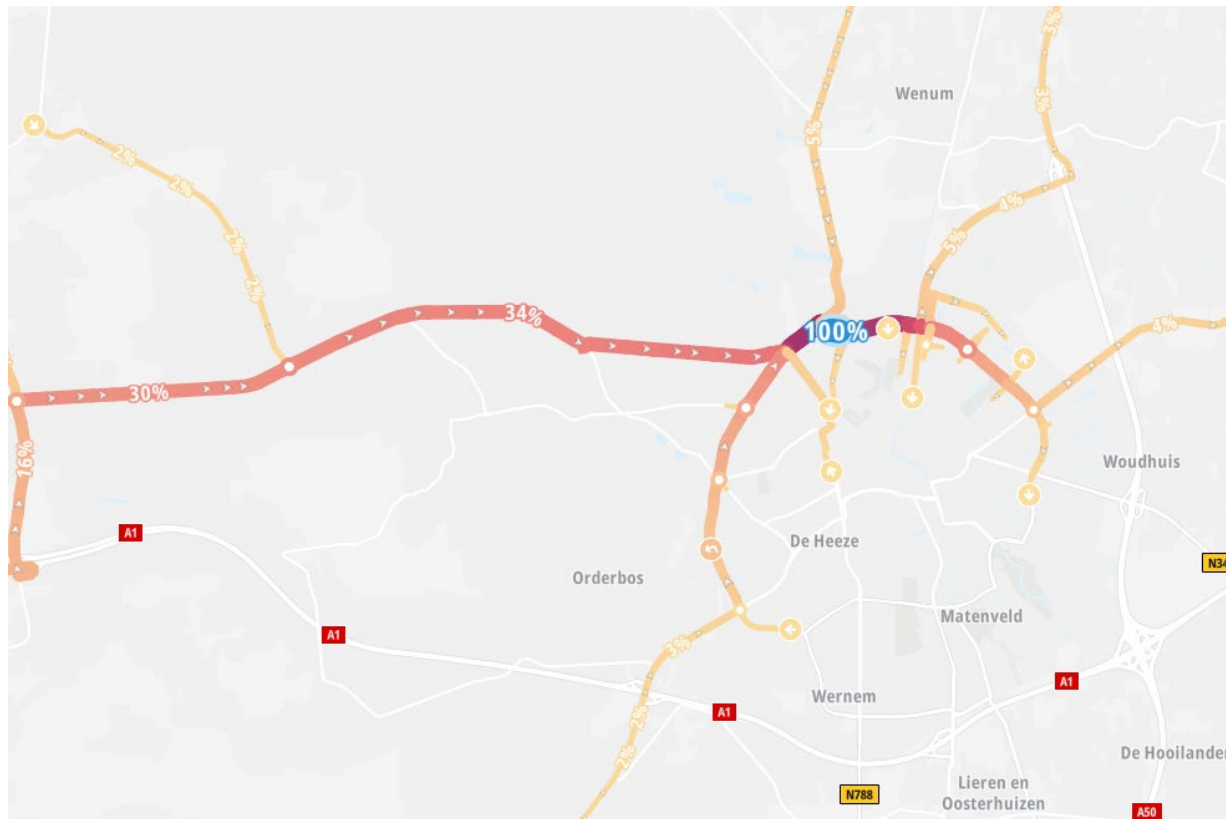 3%
Wenum
3%
5%
2%
2%
4%
2%
5%
2%
34%
100%
4%
30%
16%
Woudhuis
A1
De Heeze
N34
Orderbos
Matenveld
A1
3%
A1
Wernem
A1
2%
2%
De Hooilanden
N788
Lieren en
Oosterhuizen
A50